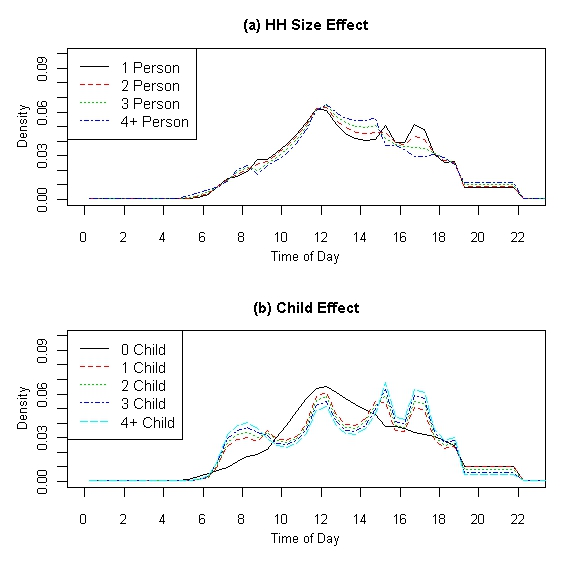 (a) HH Size Effect
1 Person
2 Person
3 Person
4+ Person
Density
0.00 0.03 0.06 0.09
0 2 4 6 8 10 12 14 16 18 20 22
Time of Day
(b) Child Effect
0 Child
1 Child
2 Child
3 Child
4+ Child
Density
0.00 0.03 0.06 0.09
0 2 4 6 8 10 12 14 16 18 20 22
Time of Day